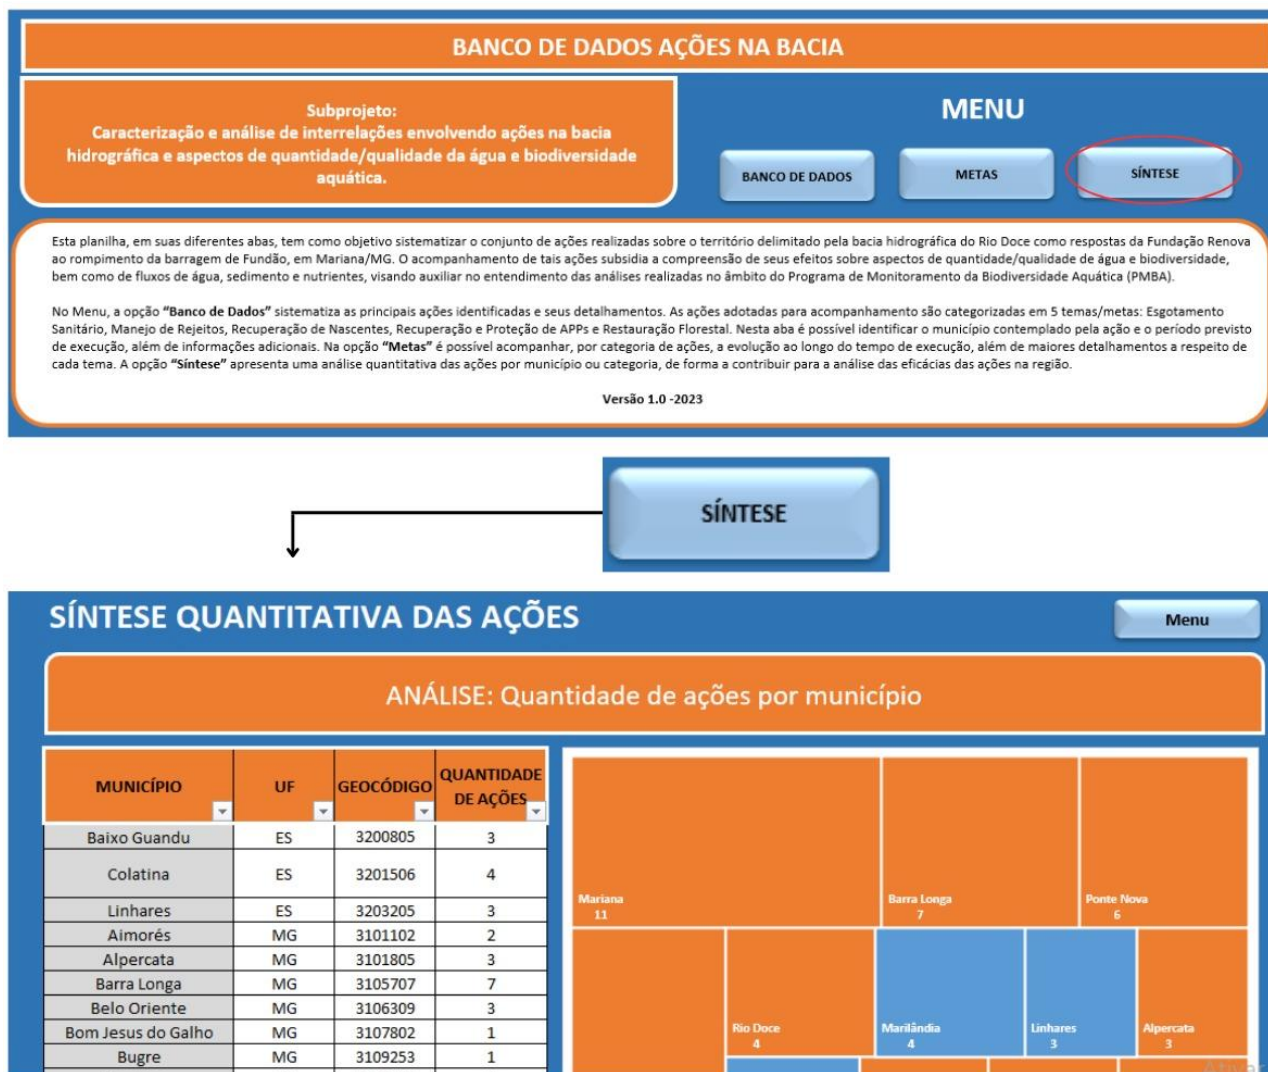 BANCO DE DADOS AÇÕES NA BACIA
Subprojeto:
Caracterização e análise de interrelações envolvendo ações na bacia
hidrográfica e aspectos de quantidade/qualidade da água e biodiversidade
aquática.
MENU
BANCO DE DADOS
METAS
SÍNTESE
Esta planilha, em suas diferentes abas, tem como objetivo sistematizar o conjunto de ações realizadas sobre o território delimitado pela bacia hidrográfica do Rio Doce como respostas da Fundação Renova
ao rompimento da barragem de Fundão, em Mariana/MG. O acompanhamento de tais ações subsidia a compreensão de seus efeitos sobre aspectos de quantidade/qualidade de água e biodiversidade,
bem como de fluxos de água, sedimento e nutrientes, visando auxiliar no entendimento das análises realizadas no âmbito do Programa de Monitoramento da Biodiversidade Aquática (PMBA).
No Menu, a opção "Banco de Dados" sistematiza as principais ações identificadas e seus detalhamentos. As ações adotadas para acompanhamento são categorizadas em 5 temas/metas: Esgotamento
Sanitário, Manejo de Rejeitos, Recuperação de Nascentes, Recuperação e Proteção de APPs e Restauração Florestal. Nesta aba é possível identificar o município contemplado pela ação e o período previsto
de execução, além de informações adicionais. Na opção "Metas" é possível acompanhar, por categoria de ações, a evolução ao longo do tempo de execução, além de maiores detalhamentos a respeito de
cada tema. A opção "Síntese" apresenta uma análise quantitativa das ações por município ou categoria, de forma a contribuir para a análise das eficácias das ações na região.
Versão 1.0 -2023
SÍNTESE
SÍNTESE QUANTITATIVA DAS AÇÕES
Menu
ANÁLISE: Quantidade de ações por município
MUNICÍPIO UF GEOCÓDIGO QUANTIDADE DE AÇÕES
Baixo Guandu ES 3200805 3
Colatina ES 3201506 4
Linhares ES 3203205 3
Aimorés MG 3101102 2
Alpercata MG 3101805 3
Barra Longa MG 3105707 7
Belo Oriente MG 3106309 3
Bom Jesus do Galho MG 3107802 1
Bugre MG 3109253 1
Mariana
11
Barra Longa
7
Ponte Nova
6
Rio Doce
4
Marilândia
4
Linhares
3
Alpercata
3